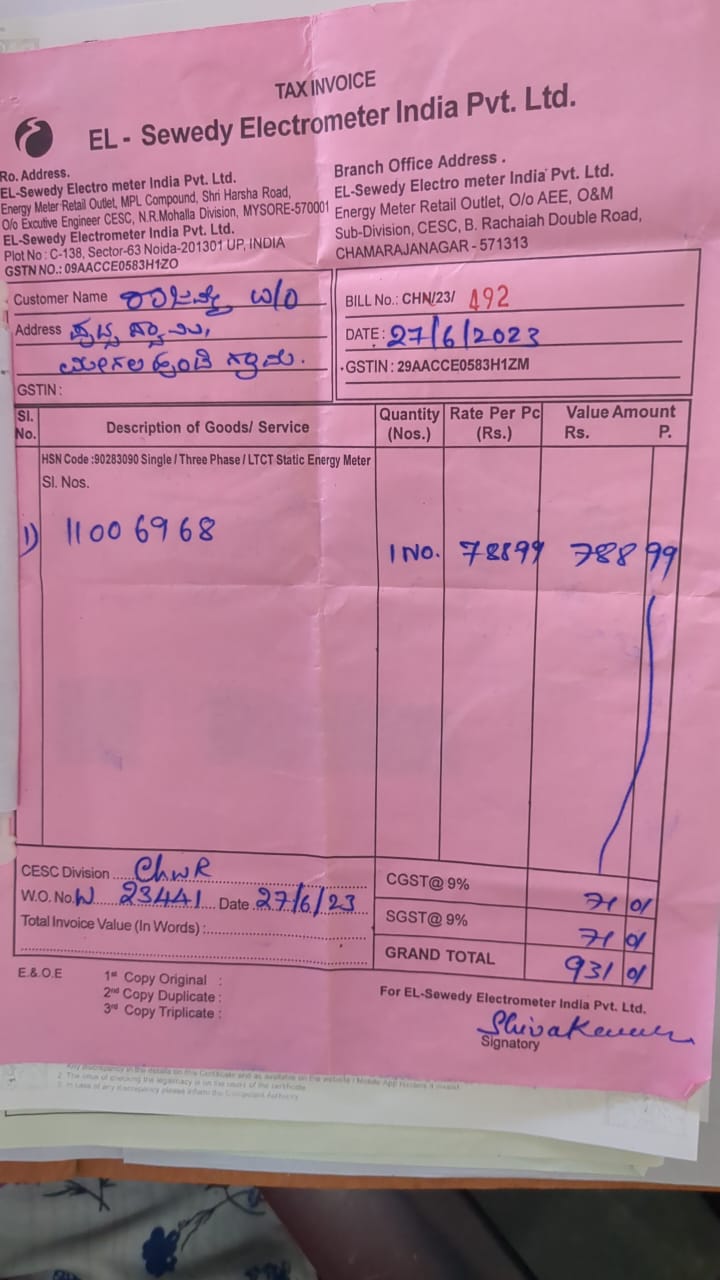 TAX INVOICE
EL - Sewedy Electrometer India Pvt. Ltd.
Ro. Address.
EL-Sewedy Electro meter India Pvt. Ltd.
Energy Meter Retail Outlet, MPL Compound, Shri Harsha Road,
O/o Excutive Engineer CESC, N.R.Mohalla Division, MYSORE-570001
EL-Sewedy Electrometer India Pvt. Ltd.
Plot No : C-138, Sector-63 Noida-201301 UP, INDIA
GSTN NO.: 09AACCE0583H1ZO
Branch Office Address .
EL-Sewedy Electro meter India Pvt. Ltd.
Energy Meter Retail Outlet, O/o AEE, O&M
Sub-Division, CESC, B. Rachaiah Double Road,
CHAMARAJANAGAR - 571313
Customer Name
Address
GSTIN :
BILL No.: CHN/23/ 492
DATE : 27/6/2023
GSTIN : 29AACCE0583H1ZM
Sl. No. Description of Goods/ Service Quantity (Nos.) Rate Per Pc (Rs.) Value Amount Rs. P.
HSN Code :90283090 Single / Three Phase / LTCT Static Energy Meter
Sl. Nos.
1) 11006968 1 No. 78899 788 99
CESC Division ChNR
W.O. No. W 23441 Date 27/6/23
Total Invoice Value (In Words) :
CGST@ 9% 71 01
SGST@ 9% 71 01
GRAND TOTAL 931 01
E.&.O.E
1st Copy Original :
2nd Copy Duplicate :
3rd Copy Triplicate :
For EL-Sewedy Electrometer India Pvt. Ltd.
Shivakumar
Signatory